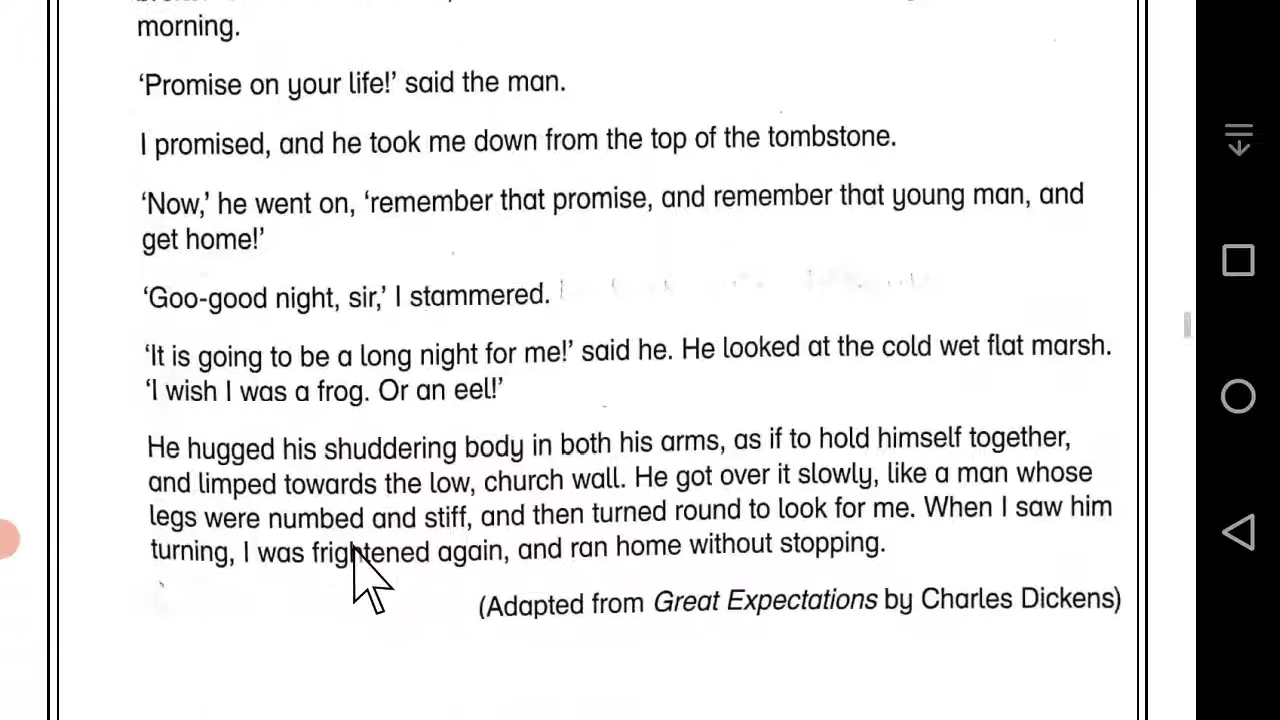 morning.
‘Promise on your life!’ said the man.
I promised, and he took me down from the top of the tombstone.
‘Now,’ he went on, ‘remember that promise, and remember that young man, and
get home!’
‘Goo-good night, sir,’ I stammered.
‘It is going to be a long night for me!’ said he. He looked at the cold wet flat marsh.
‘I wish I was a frog. Or an eel!’
He hugged his shuddering body in both his arms, as if to hold himself together,
and limped towards the low, church wall. He got over it slowly, like a man whose
legs were numbed and stiff, and then turned round to look for me. When I saw him
turning, I was frightened again, and ran home without stopping.
(Adapted from Great Expectations by Charles Dickens)